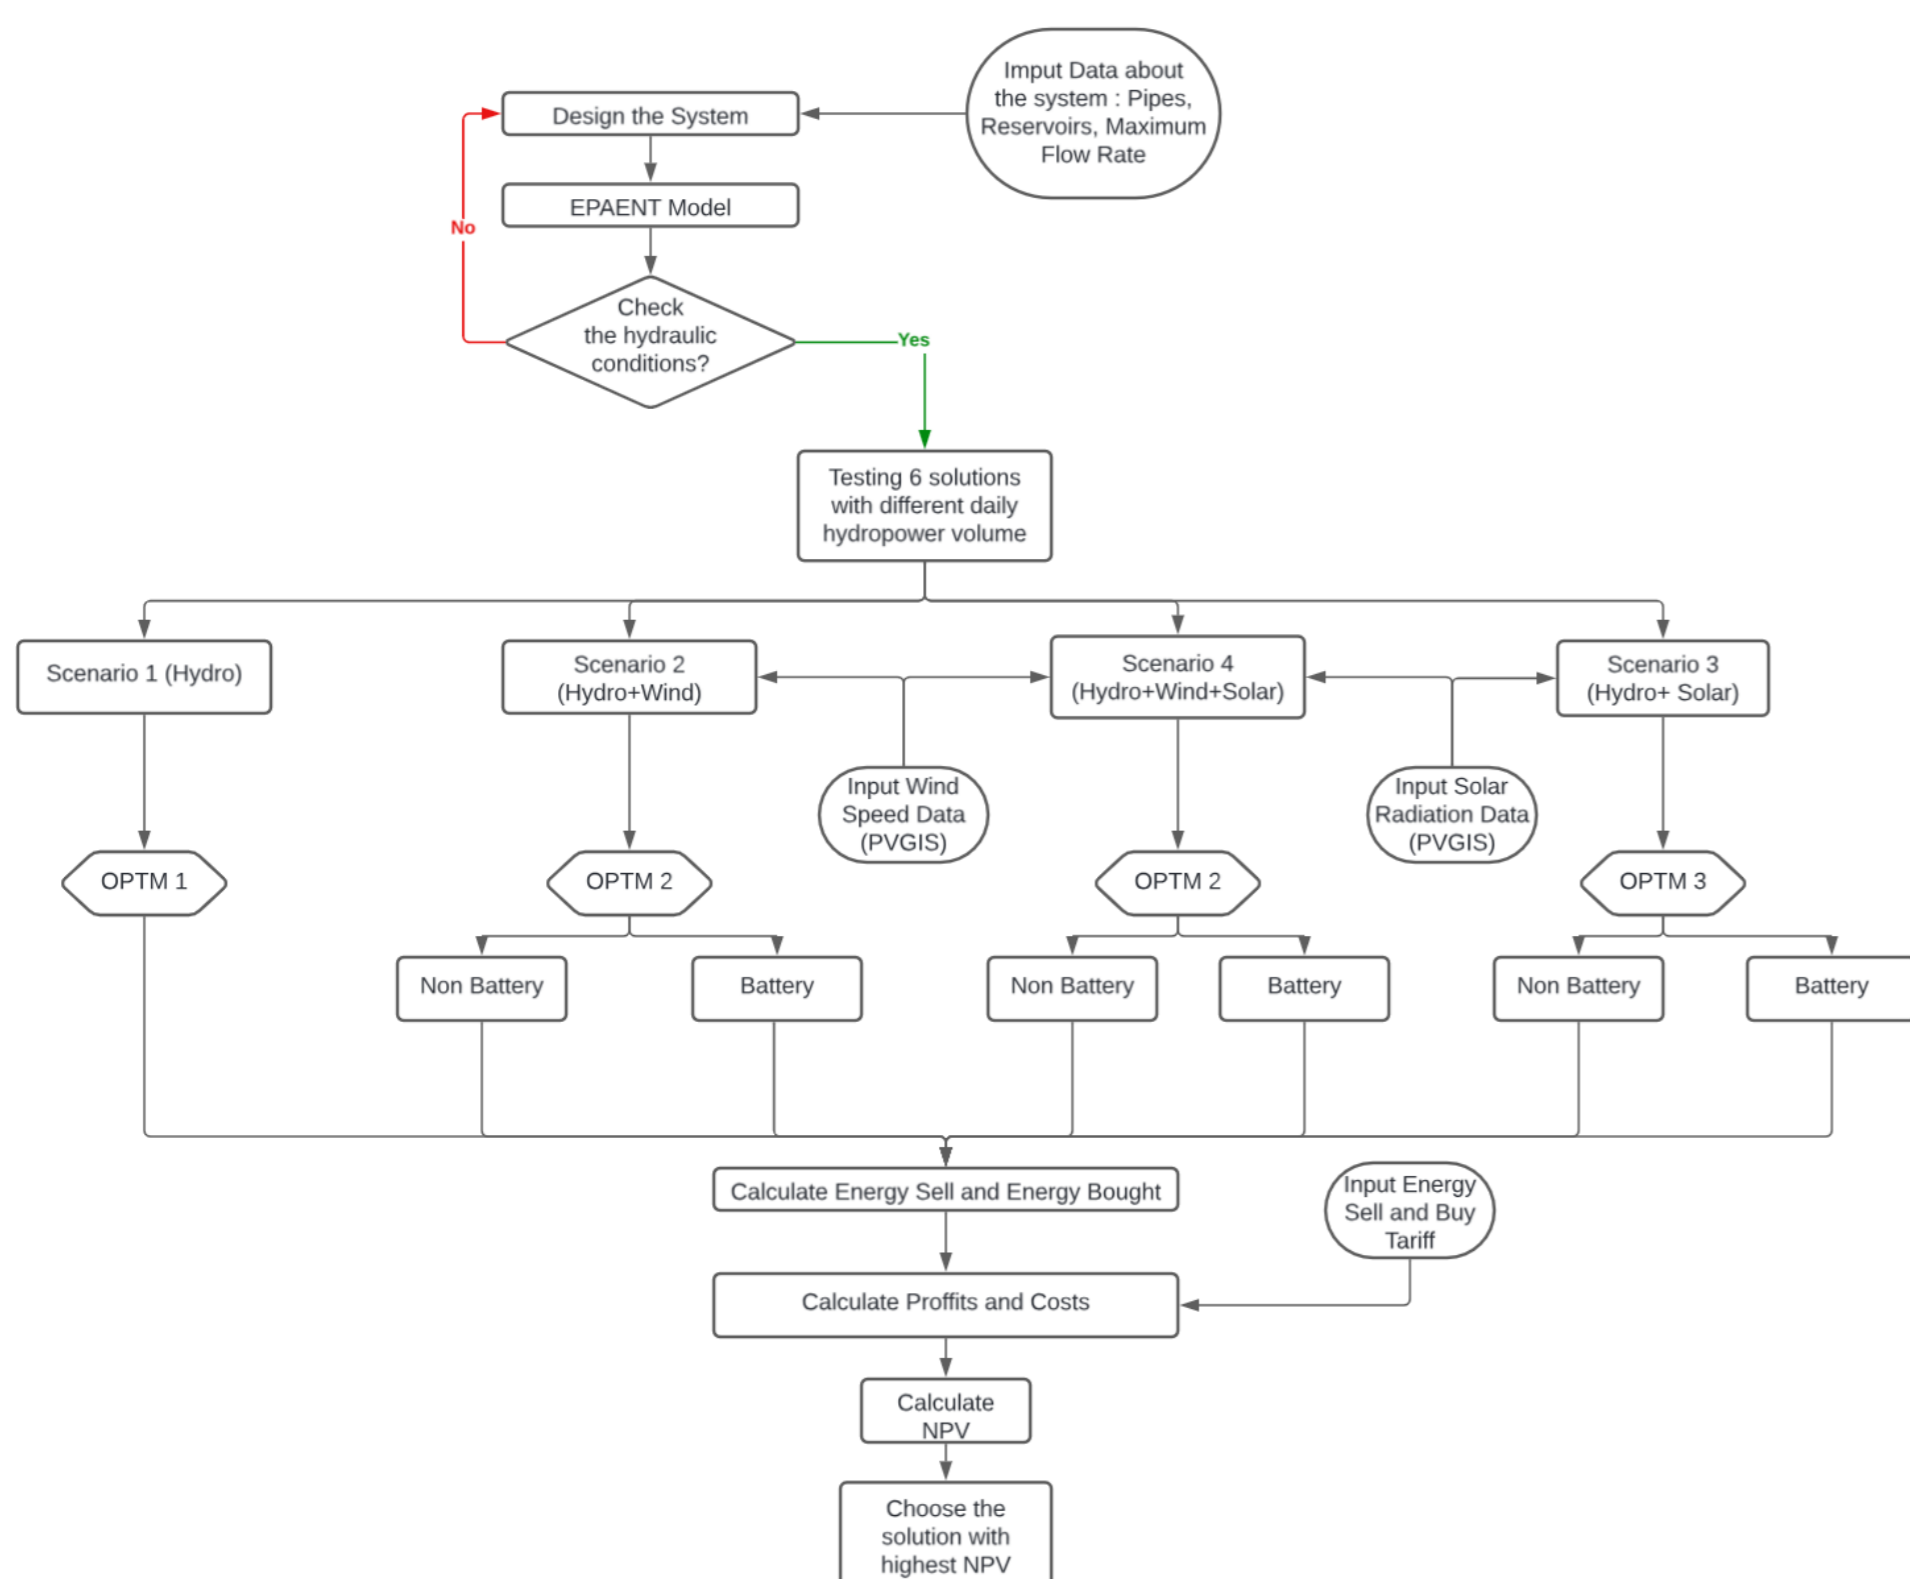 Imput Data about
the system : Pipes,
Reservoirs, Maximum
Flow Rate
Design the System
EPAENT Model
No
Check
the hydraulic
conditions?
Yes
Testing 6 solutions
with different daily
hydropower volume
Scenario 1 (Hydro)
Scenario 2
(Hydro+Wind)
Scenario 4
(Hydro+Wind+Solar)
Scenario 3
(Hydro+ Solar)
Input Wind
Speed Data
(PVGIS)
Input Solar
Radiation Data
(PVGIS)
OPTM 1
OPTM 2
OPTM 2
OPTM 3
Non Battery
Battery
Non Battery
Battery
Non Battery
Battery
Calculate Energy Sell and Energy Bought
Input Energy
Sell and Buy
Tariff
Calculate Proffits and Costs
Calculate
NPV
Choose the
solution with
highest NPV